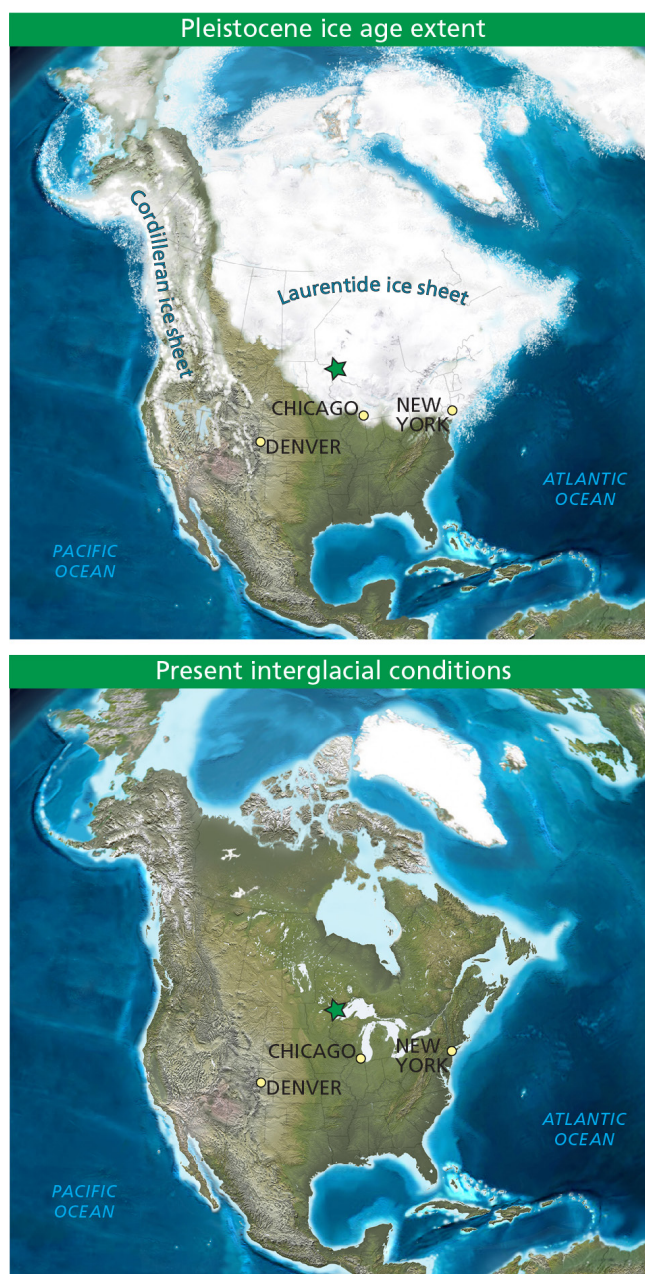 Pleistocene ice age extent
Cordilleran ice sheet
Laurentide ice sheet
CHICAGO
NEW
YORK
DENVER
ATLANTIC
OCEAN
PACIFIC
OCEAN
Present interglacial conditions
CHICAGO
NEW
YORK
DENVER
ATLANTIC
OCEAN
PACIFIC
OCEAN